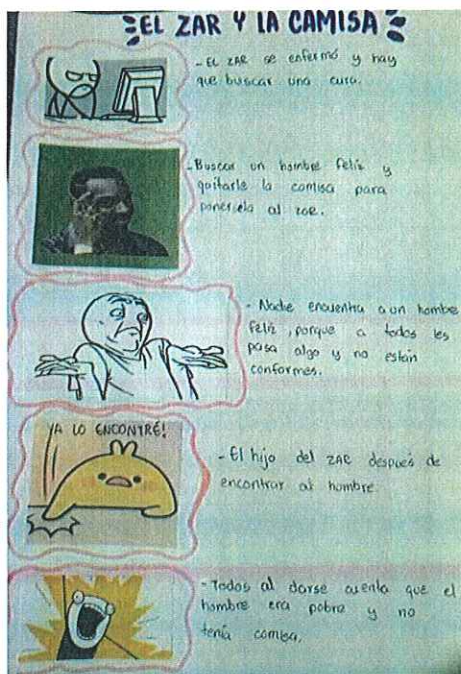 EL ZAR Y LA CAMISA
- EL ZAR se enfermó y hay
que buscar una cura.
- Buscar un hombre feliz y
quitarle la camisa para
ponersela al zar.
- Nadie encuentra a un hombre
feliz, porque a todos les
pasa algo y no están
conformes.
YA LO ENCONTRÉ!
- El hijo del ZAR después de
encontrar al hombre.
- Todos al darse cuenta que el
hombre era pobre y no
tenía camisa.